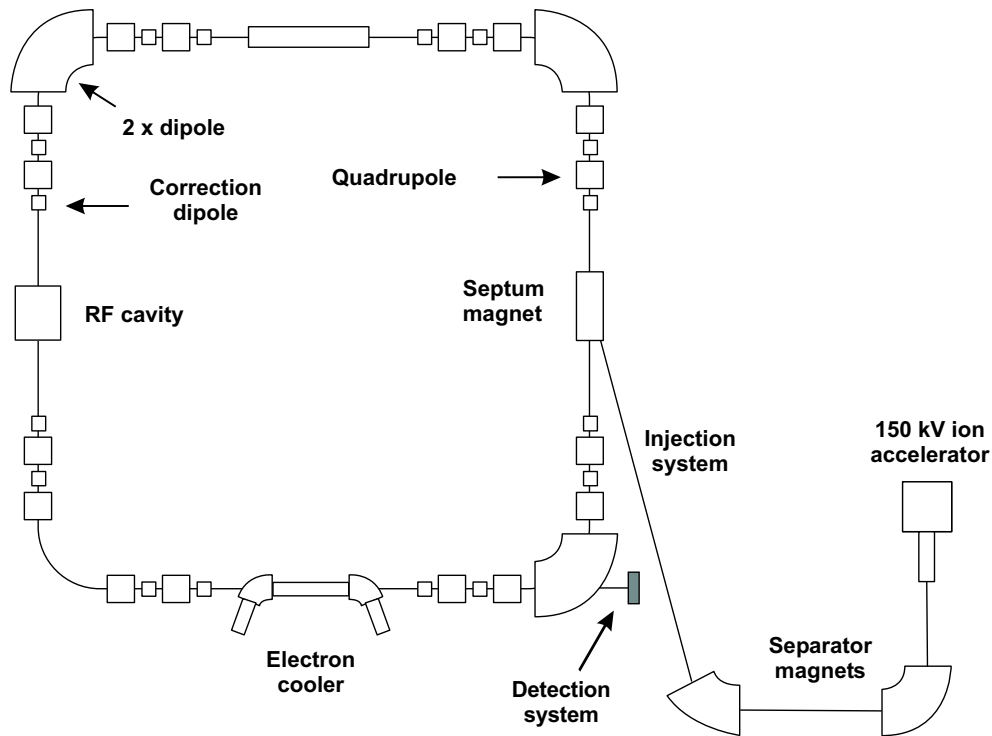 2 x dipole
Correction
dipole
Quadrupole
RF cavity
Septum
magnet
Injection
system
150 kV ion
accelerator
Electron
cooler
Detection
system
Separator
magnets